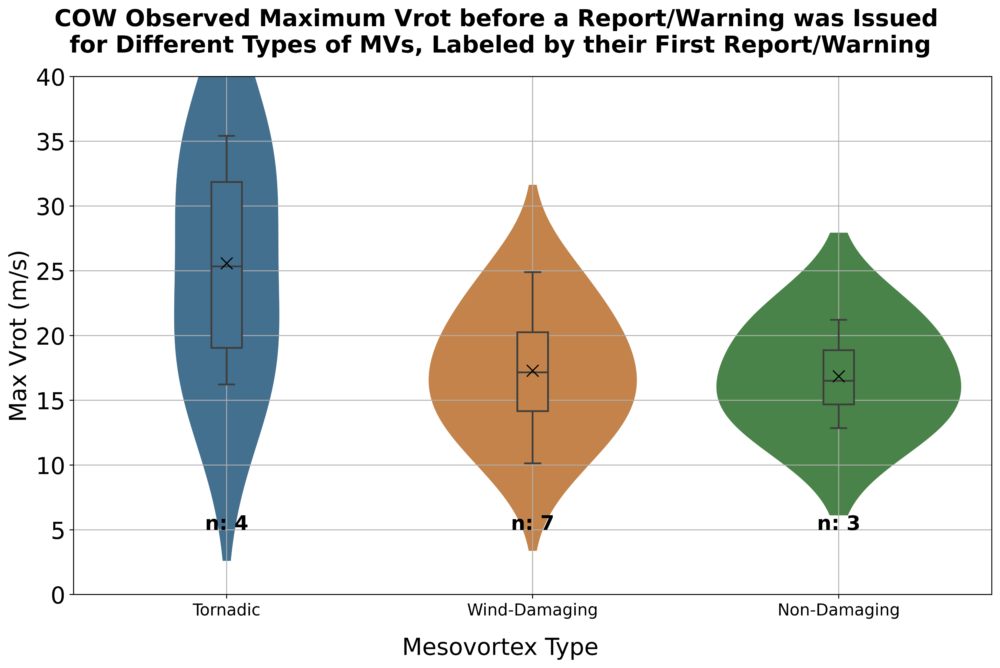 COW Observed Maximum Vrot before a Report/Warning was Issued
for Different Types of MVs, Labeled by their First Report/Warning
40
35
30
25
20
15
10
5
0
Max Vrot (m/s)
n: 4
n: 7
n: 3
Tornadic
Wind-Damaging
Non-Damaging
Mesovortex Type